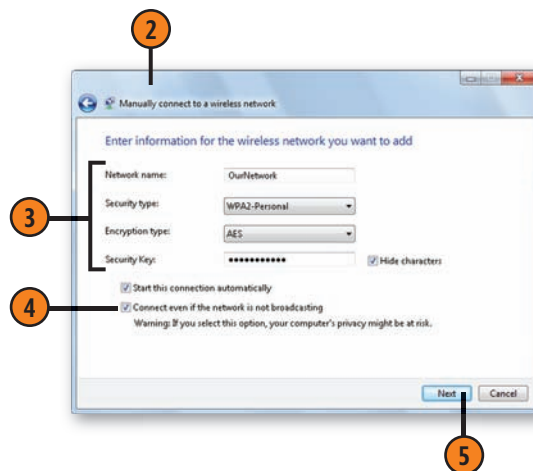 2
Manually connect to a wireless network
Enter information for the wireless network you want to add
Network name: OurNetwork
3
Security type: WPA2-Personal
Encryption type: AES
Security Key: ••••••••••• Hide characters
Start this connection automatically
4
Connect even if the network is not broadcasting
Warning: If you select this option, your computer's privacy might be at risk.
Next Cancel
5